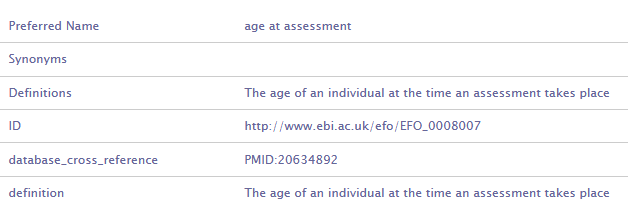 Preferred Name age at assessment
Synonyms
Definitions The age of an individual at the time an assessment takes place
ID http://www.ebi.ac.uk/efo/EFO_0008007
database_cross_reference PMID:20634892
definition The age of an individual at the time an assessment takes place